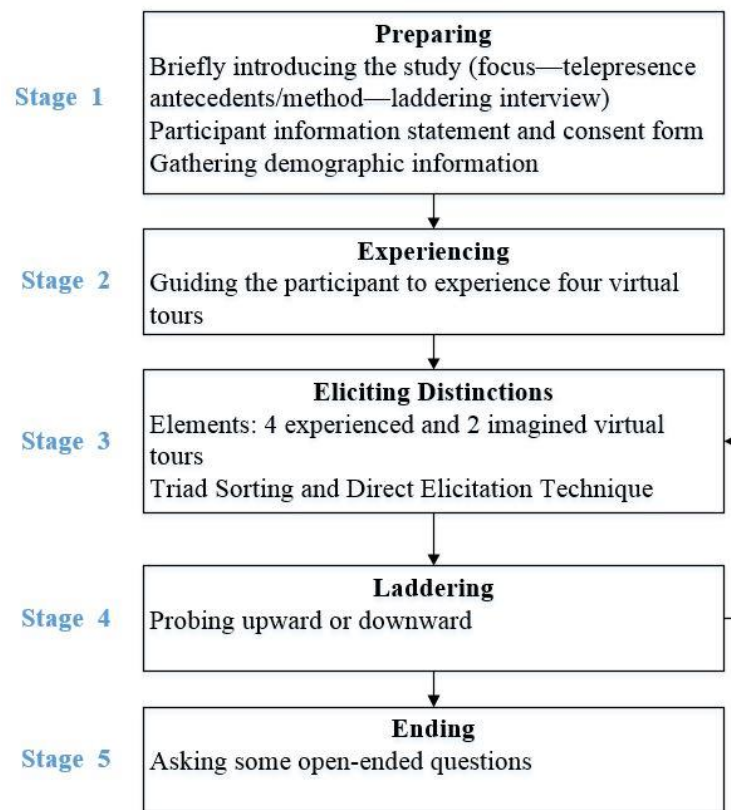 Stage 1
Preparing
Briefly introducing the study (focus—telepresence
antecedents/method—laddering interview)
Participant information statement and consent form
Gathering demographic information
Stage 2
Experiencing
Guiding the participant to experience four virtual
tours
Stage 3
Eliciting Distinctions
Elements: 4 experienced and 2 imagined virtual
tours
Triad Sorting and Direct Elicitation Technique
Stage 4
Laddering
Probing upward or downward
Stage 5
Ending
Asking some open-ended questions